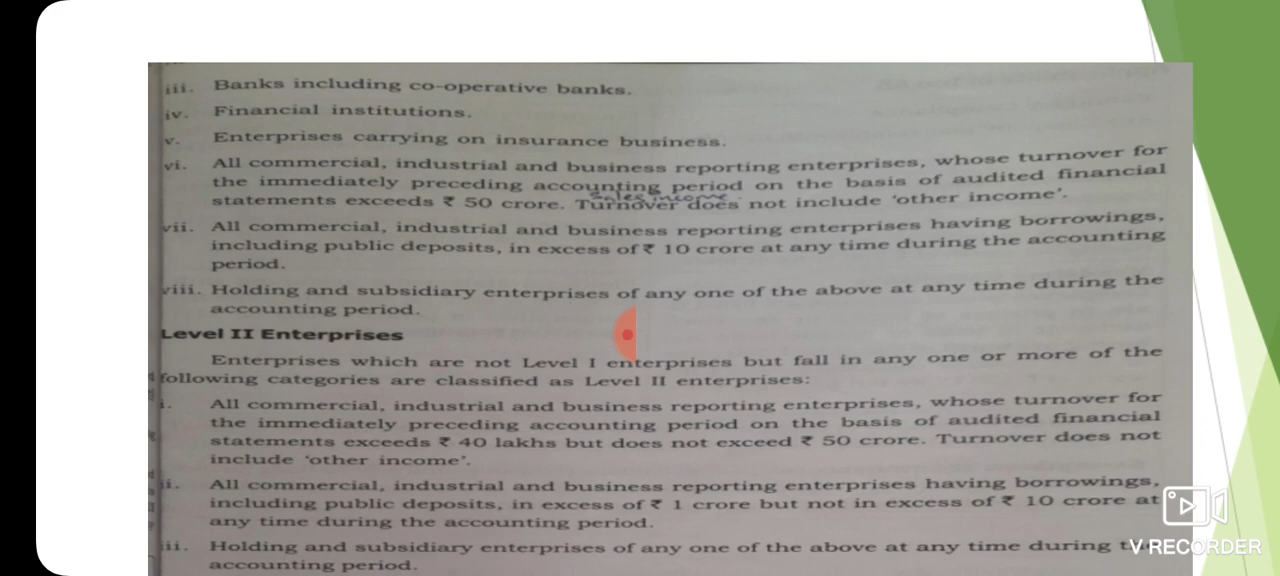 iii. Banks including co-operative banks.
iv. Financial institutions.
v. Enterprises carrying on insurance business.
vi. All commercial, industrial and business reporting enterprises, whose turnover for
the immediately preceding accounting period on the basis of audited financial
sales income.
statements exceeds ₹ 50 crore. Turnover does not include 'other income'.
vii. All commercial, industrial and business reporting enterprises having borrowings,
including public deposits, in excess of ₹ 10 crore at any time during the accounting
period.
viii. Holding and subsidiary enterprises of any one of the above at any time during the
accounting period.
Level II Enterprises
Enterprises which are not Level I enterprises but fall in any one or more of the
following categories are classified as Level II enterprises:
i. All commercial, industrial and business reporting enterprises, whose turnover for
the immediately preceding accounting period on the basis of audited financial
statements exceeds ₹ 40 lakhs but does not exceed ₹ 50 crore. Turnover does not
include 'other income'.
ii. All commercial, industrial and business reporting enterprises having borrowings,
including public deposits, in excess of ₹ 1 crore but not in excess of ₹ 10 crore at
any time during the accounting period.
iii. Holding and subsidiary enterprises of any one of the above at any time during
accounting period.
V RECORDER